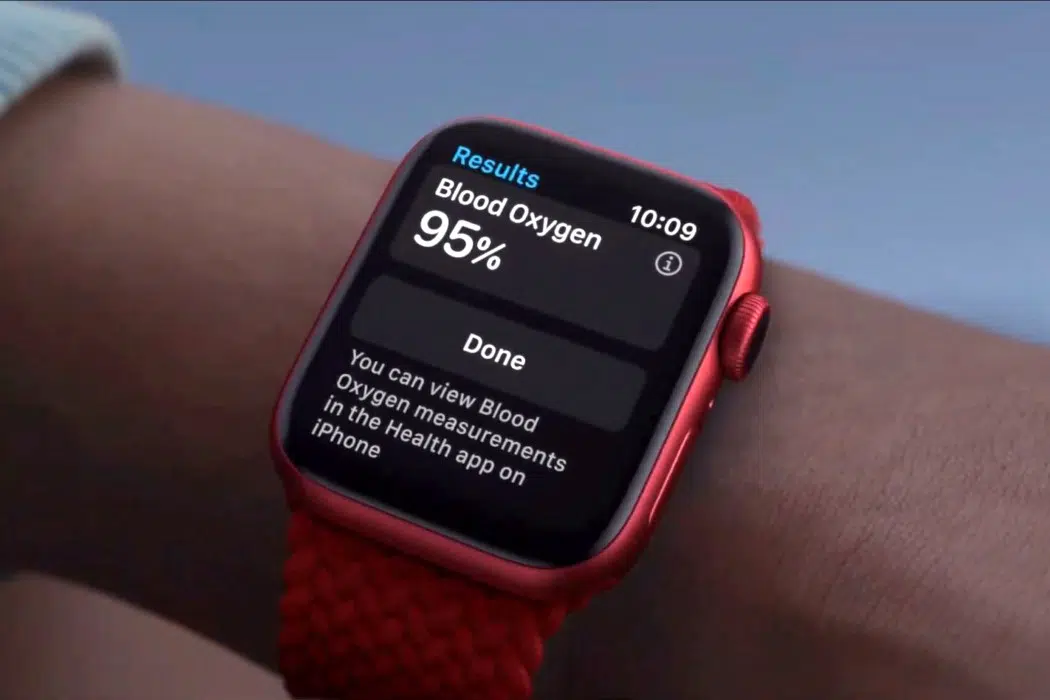 Results
10:09
Blood Oxygen
95%
Done
You can view Blood
Oxygen measurements
in the Health app on
iPhone